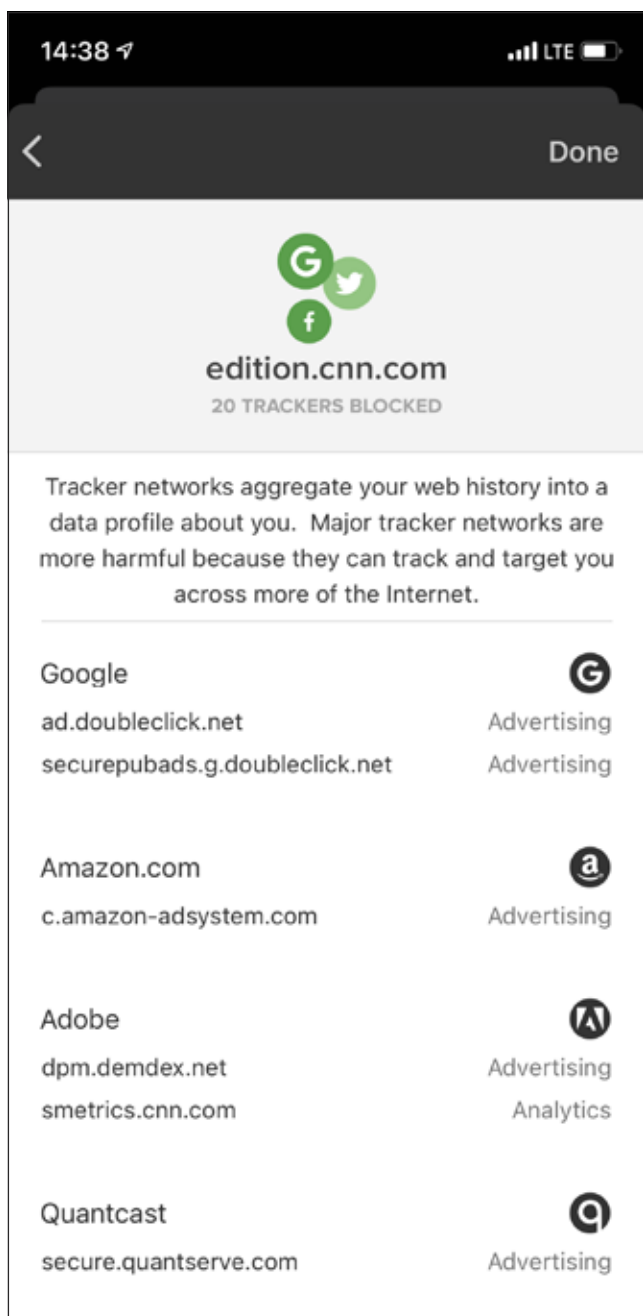 14:38 LTE
Done
edition.cnn.com
20 TRACKERS BLOCKED
Tracker networks aggregate your web history into a
data profile about you.  Major tracker networks are
more harmful because they can track and target you
across more of the Internet.
Google
ad.doubleclick.net Advertising
securepubads.g.doubleclick.net Advertising
Amazon.com
c.amazon-adsystem.com Advertising
Adobe
dpm.demdex.net Advertising
smetrics.cnn.com Analytics
Quantcast
secure.quantserve.com Advertising